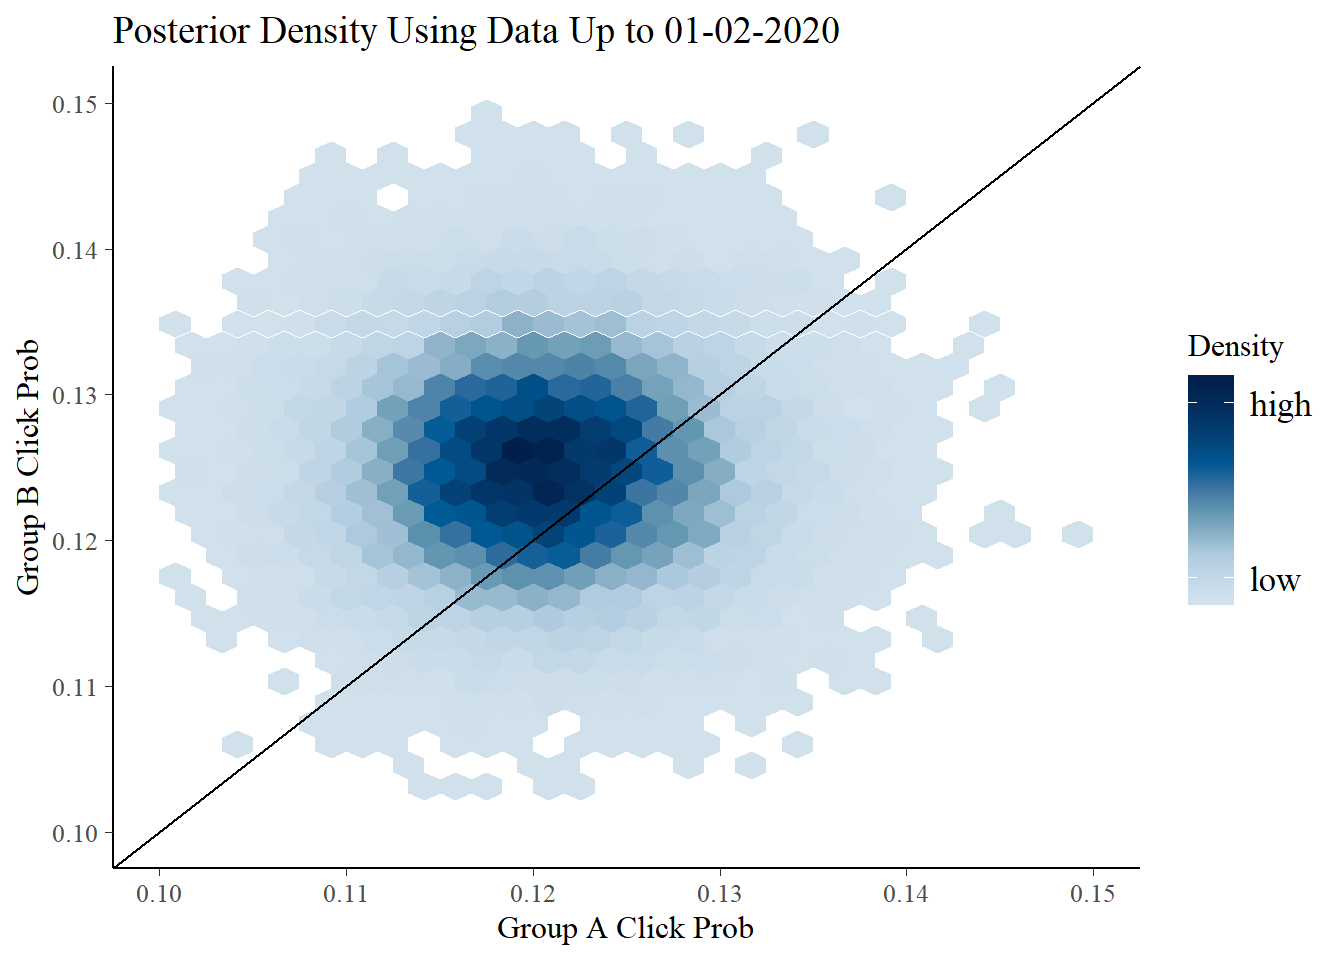 Posterior Density Using Data Up to 01-02-2020
0.15
0.14
0.13
0.12
0.11
0.10
Group B Click Prob
0.10 0.11 0.12 0.13 0.14 0.15
Group A Click Prob
Density
high
low